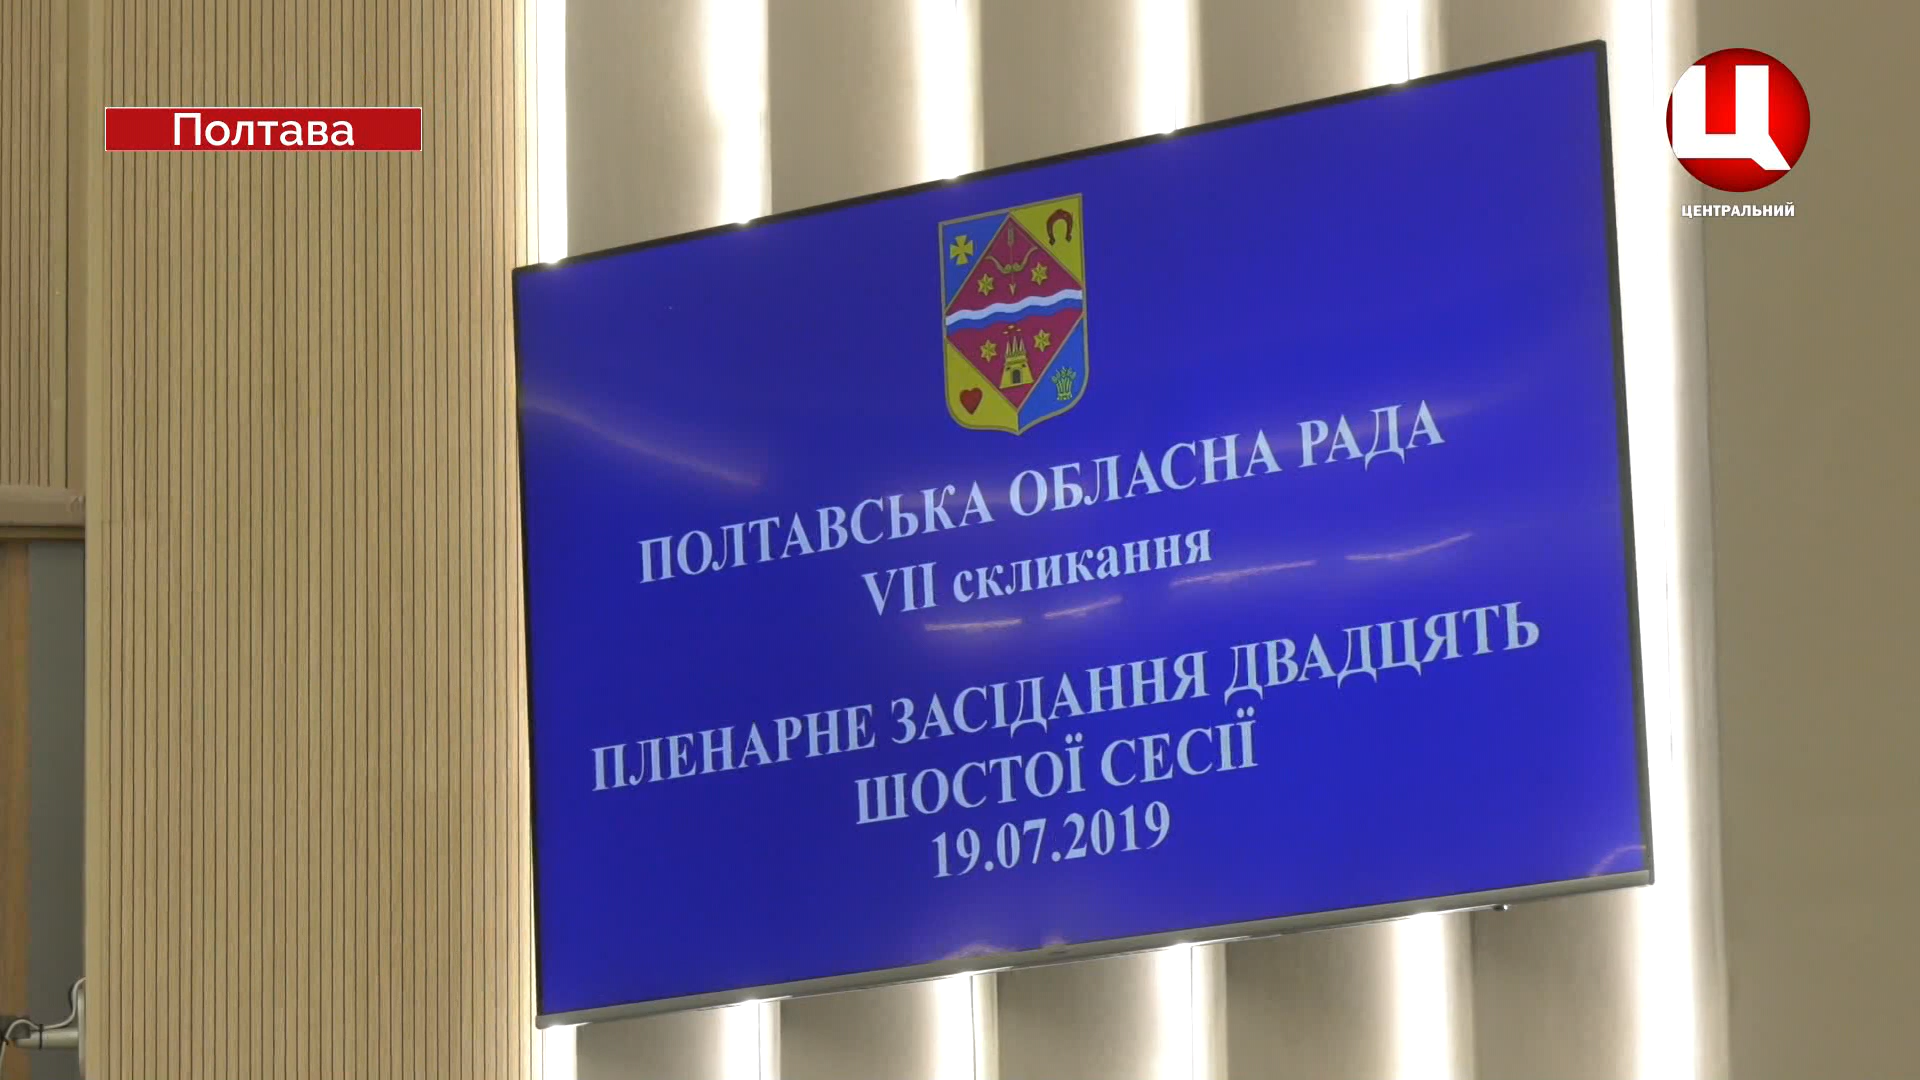 Полтава
Ц
ЦЕНТРАЛЬНИЙ
ПОЛТАВСЬКА ОБЛАСНА РАДА
VII скликання
ПЛЕНАРНЕ ЗАСІДАННЯ ДВАДЦЯТЬ
ШОСТОЇ СЕСІЇ
19.07.2019